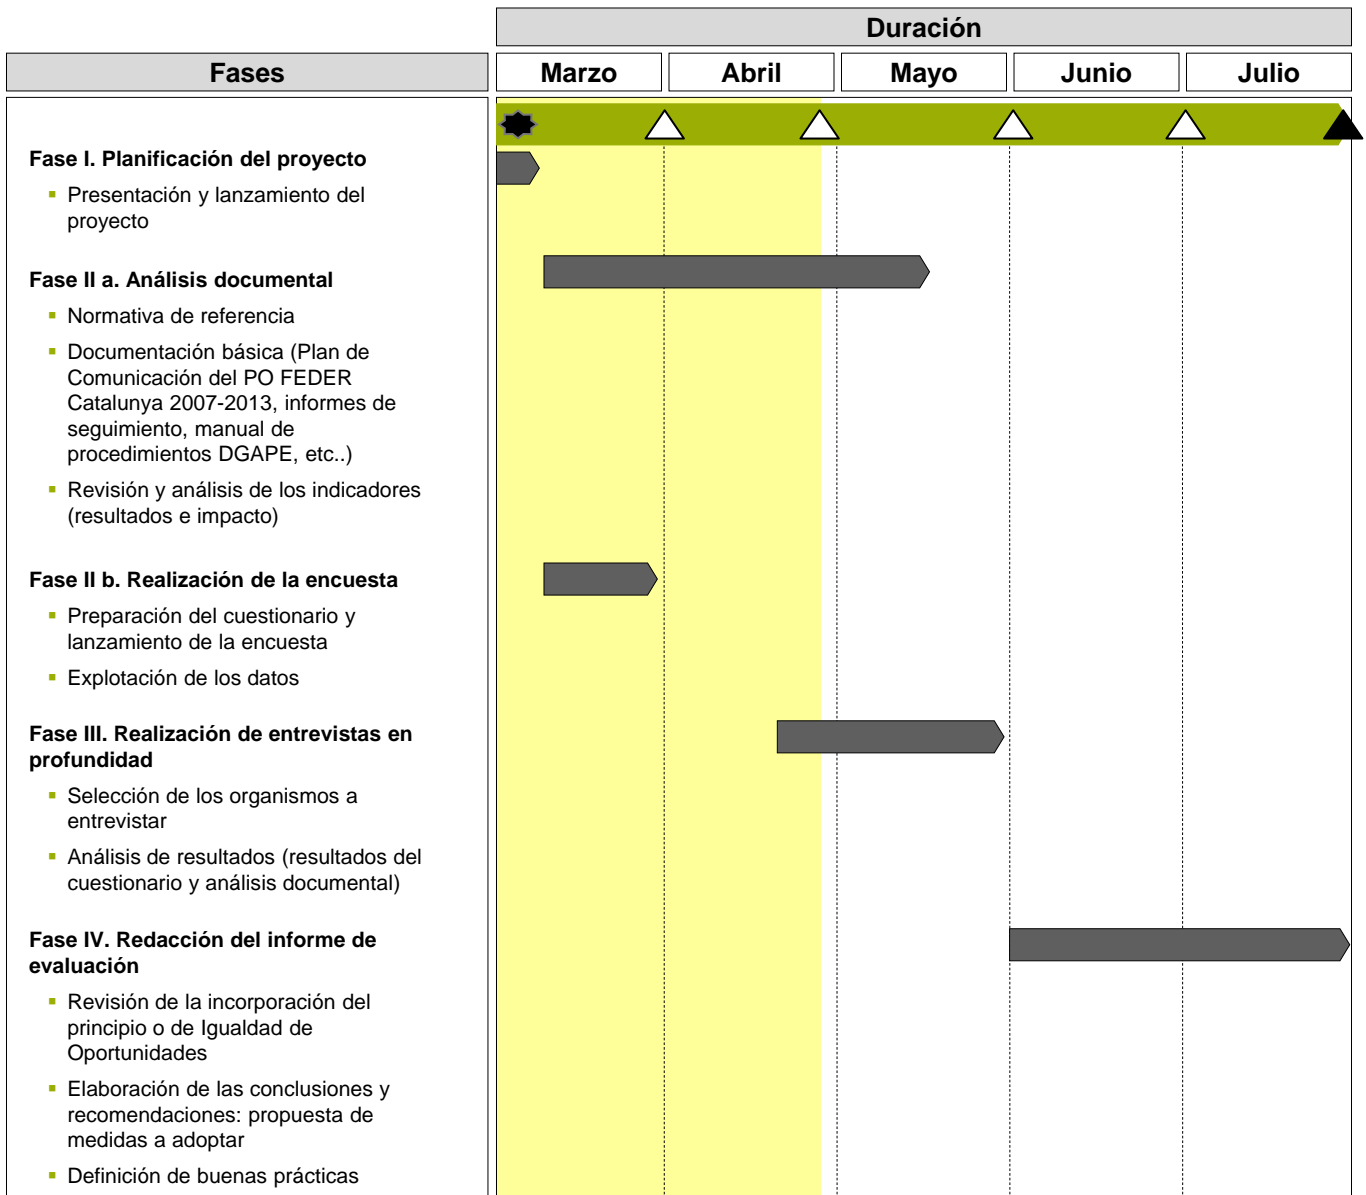 Duración
Fases
Marzo
Abril
Mayo
Junio
Julio
Fase I. Planificación del proyecto
▪ Presentación y lanzamiento del
proyecto
Fase II a. Análisis documental
▪ Normativa de referencia
▪ Documentación básica (Plan de
Comunicación del PO FEDER
Catalunya 2007-2013, informes de
seguimiento, manual de
procedimientos DGAPE, etc..)
▪ Revisión y análisis de los indicadores
(resultados e impacto)
Fase II b. Realización de la encuesta
▪ Preparación del cuestionario y
lanzamiento de la encuesta
▪ Explotación de los datos
Fase III. Realización de entrevistas en
profundidad
▪ Selección de los organismos a
entrevistar
▪ Análisis de resultados (resultados del
cuestionario y análisis documental)
Fase IV. Redacción del informe de
evaluación
▪ Revisión de la incorporación del
principio o de Igualdad de
Oportunidades
▪ Elaboración de las conclusiones y
recomendaciones: propuesta de
medidas a adoptar
▪ Definición de buenas prácticas